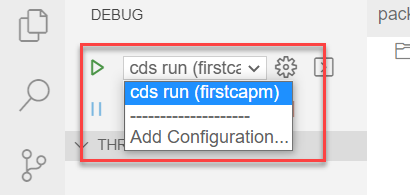 DEBUG
pack
cds run (firstca
cds run (firstcapm)
--------------------
Add Configuration...
THR